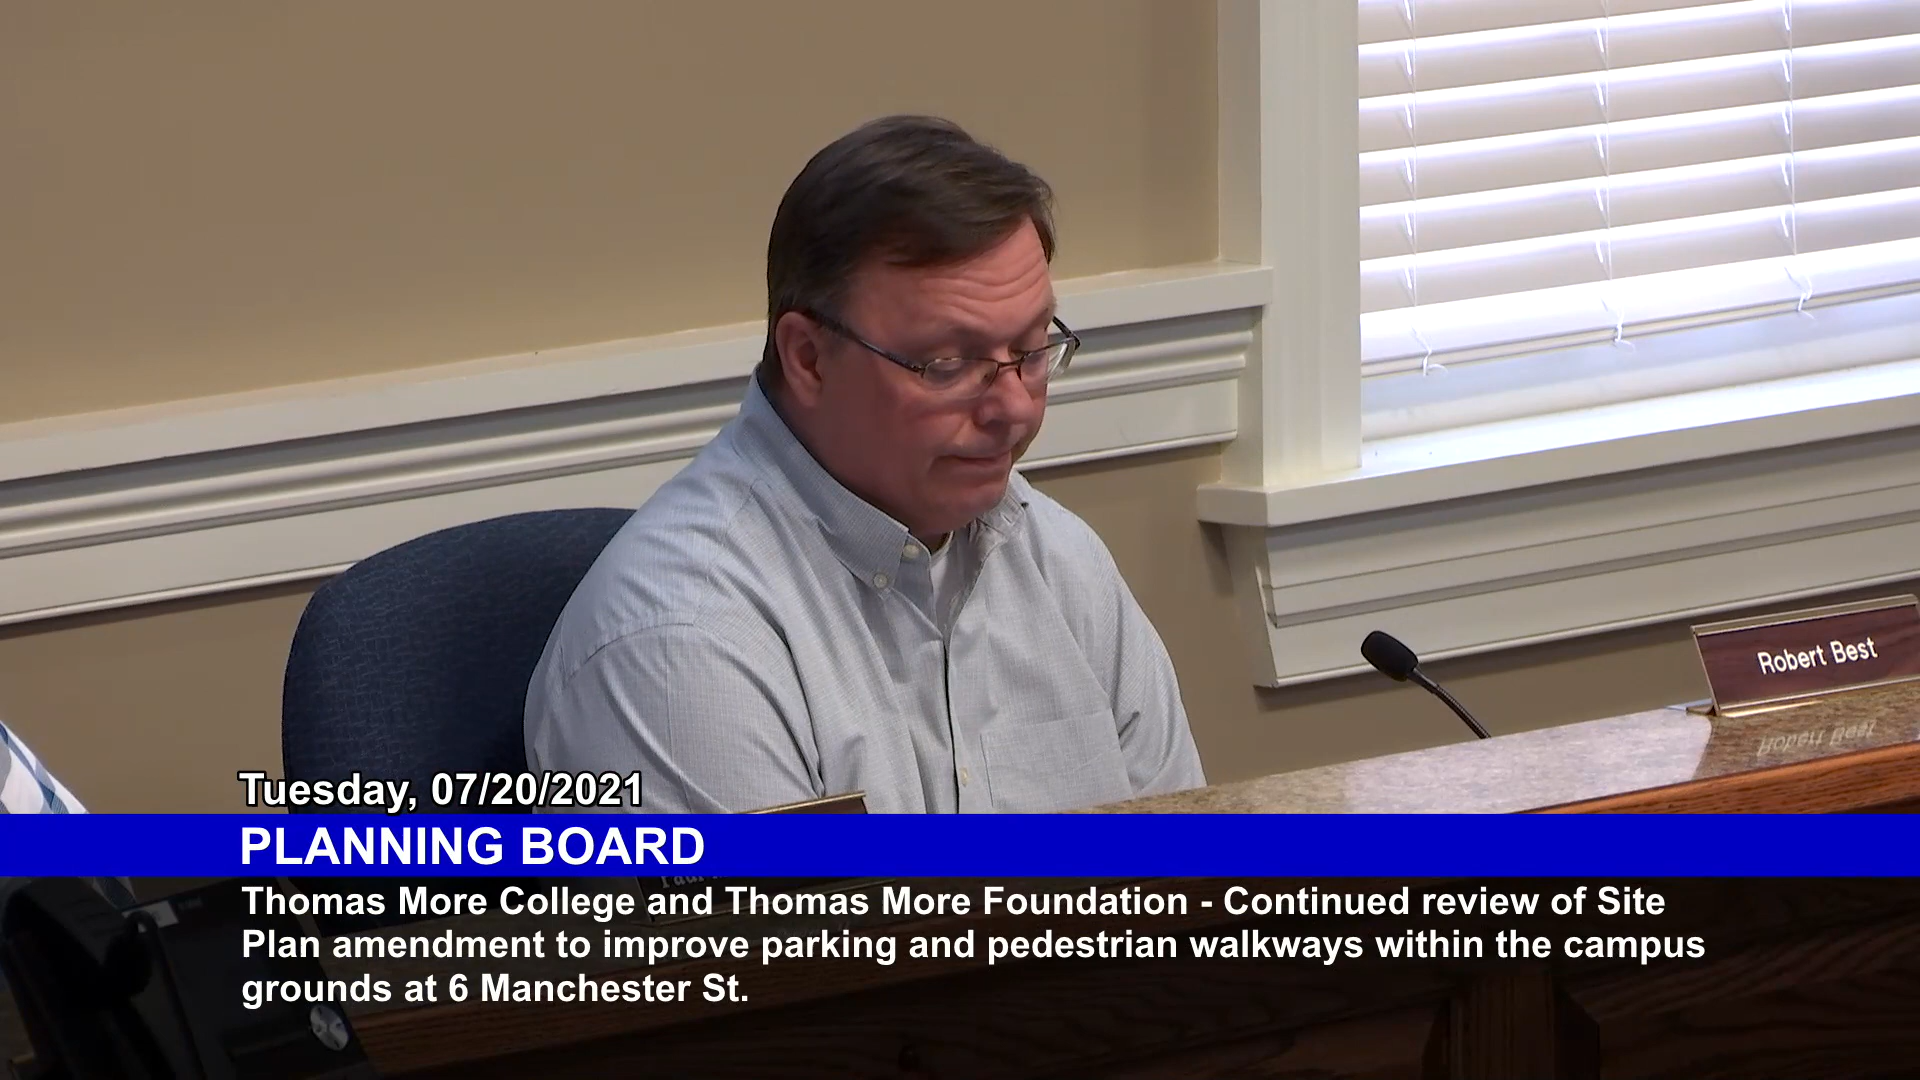 Robert Best
Tuesday, 07/20/2021
PLANNING BOARD
Thomas More College and Thomas More Foundation - Continued review of Site
Plan amendment to improve parking and pedestrian walkways within the campus
grounds at 6 Manchester St.